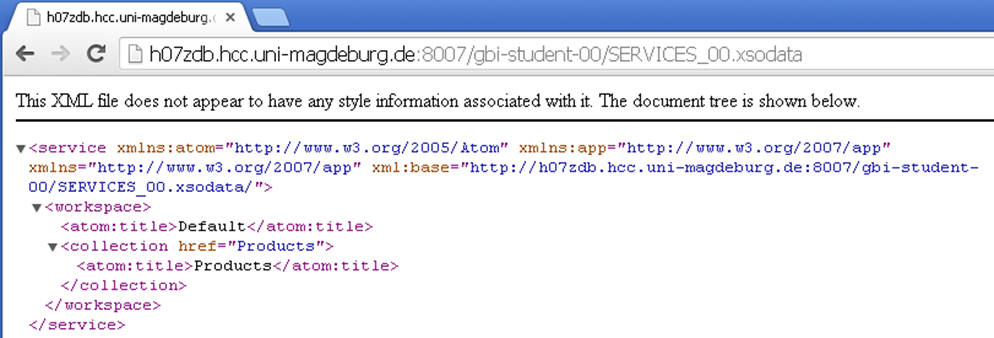 h07zdb.hcc.uni-magdeburg.
h07zdb.hcc.uni-magdeburg.de:8007/gbi-student-00/SERVICES_00.xsodata
This XML file does not appear to have any style information associated with it. The document tree is shown below.
▼<service xmlns:atom="http://www.w3.org/2005/Atom" xmlns:app="http://www.w3.org/2007/app"
xmlns="http://www.w3.org/2007/app" xml:base="http://h07zdb.hcc.uni-magdeburg.de:8007/gbi-student-
00/SERVICES_00.xsodata/">
▼<workspace>
<atom:title>Default</atom:title>
▼<collection href="Products">
<atom:title>Products</atom:title>
</collection>
</workspace>
</service>